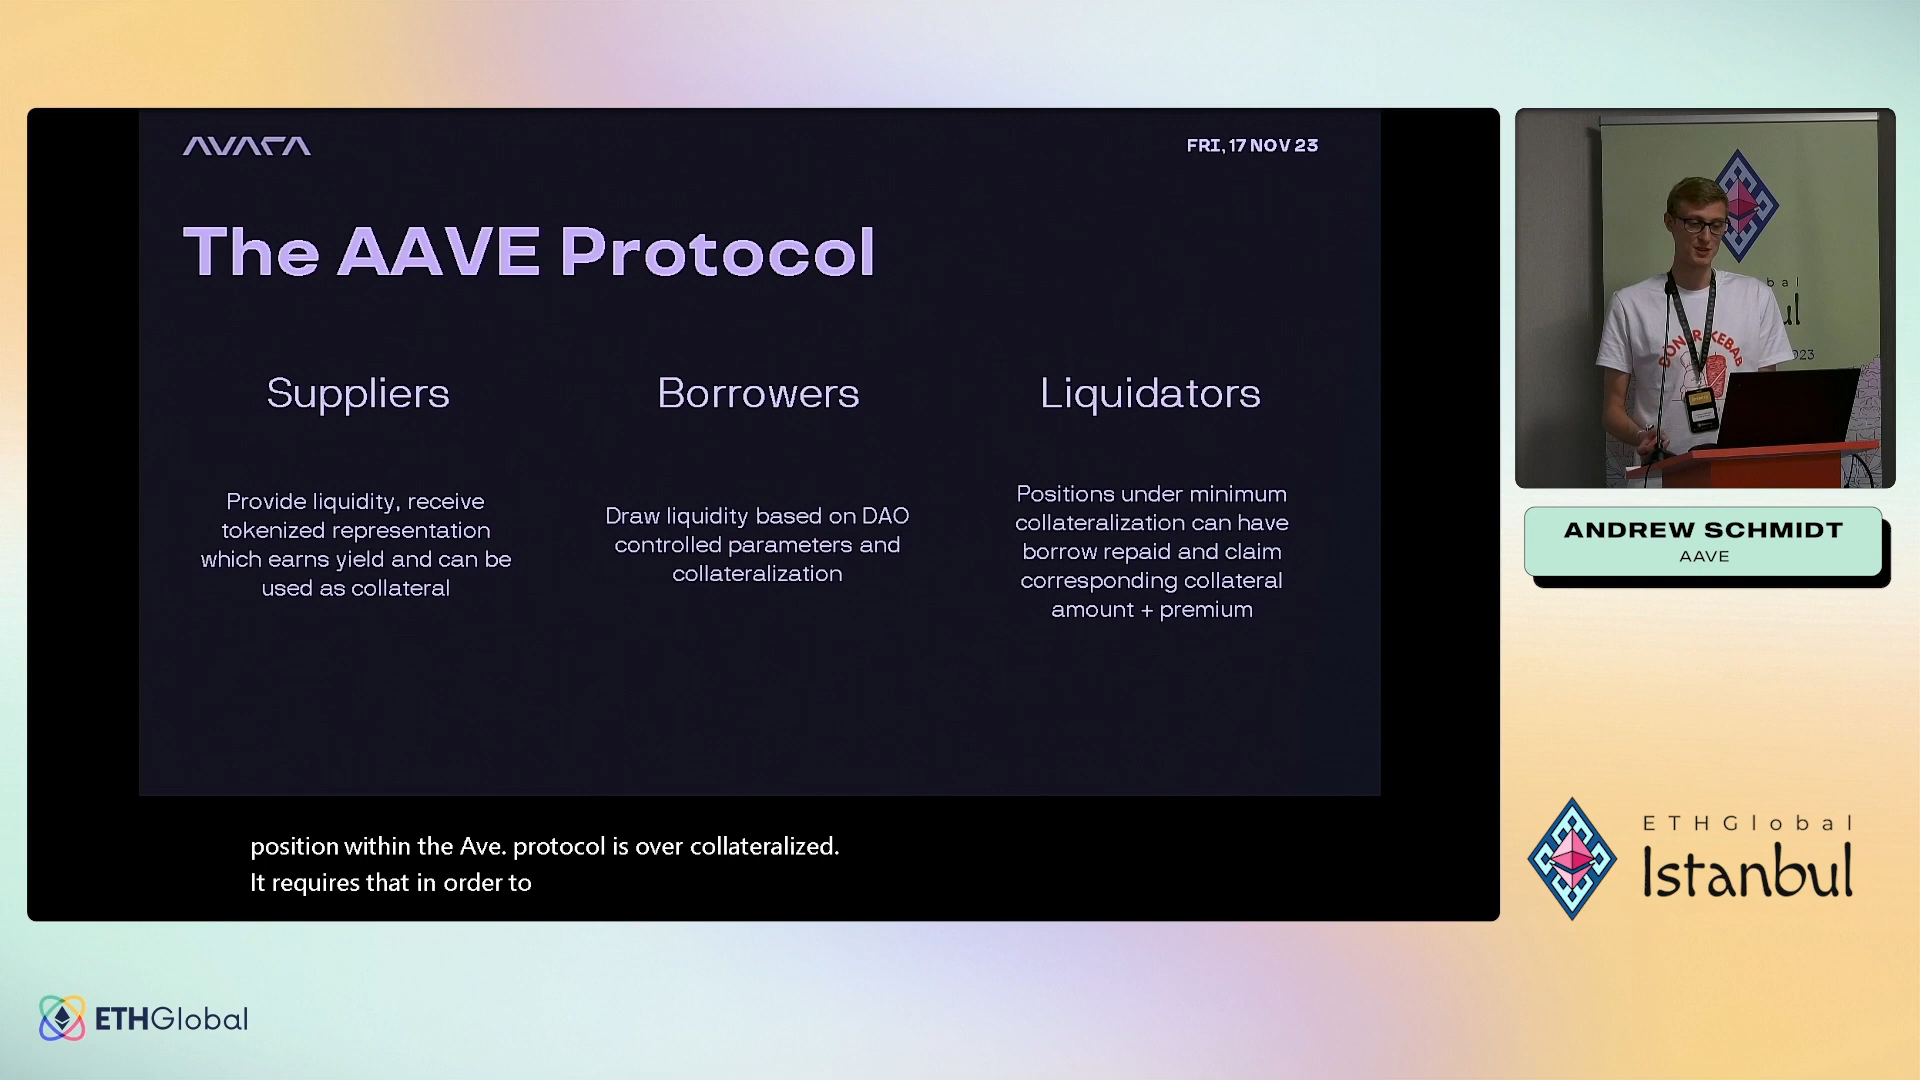 AVARA
FRI, 17 NOV 23
The AAVE Protocol
Suppliers
Provide liquidity, receive
tokenized representation
which earns yield and can be
used as collateral
Borrowers
Draw liquidity based on DAO
controlled parameters and
collateralization
Liquidators
Positions under minimum
collateralization can have
borrow repaid and claim
corresponding collateral
amount + premium
position within the Ave. protocol is over collateralized.
It requires that in order to
ANDREW SCHMIDT
AAVE
ETHGlobal
Istanbul
ETHGlobal